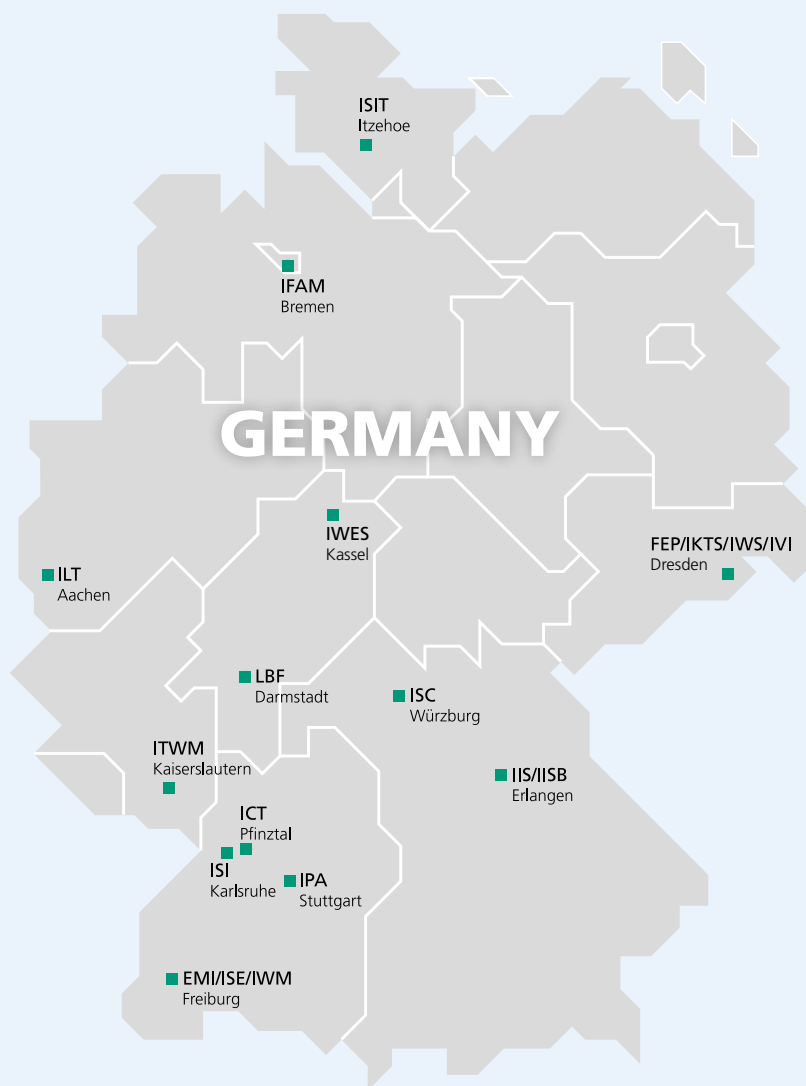 ISIT
Itzehoe
IFAM
Bremen
GERMANY
IWES
Kassel
FEP/IKTS/IWS/IVI
Dresden
ILT
Aachen
LBF
Darmstadt
ISC
Würzburg
ITWM
Kaiserslautern
IIS/IISB
Erlangen
ICT
Pfinztal
ISI
Karlsruhe
IPA
Stuttgart
EMI/ISE/IWM
Freiburg